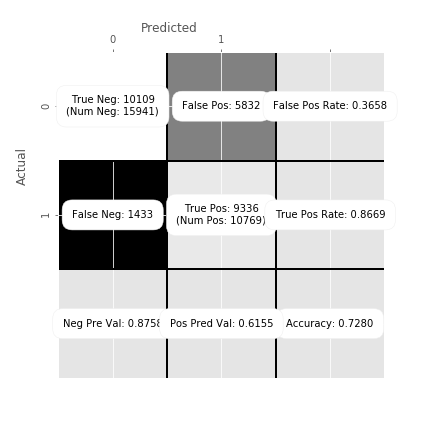 Predicted
0 1
Actual
0
True Neg: 10109
(Num Neg: 15941)
False Pos: 5832
False Pos Rate: 0.3658
1
False Neg: 1433
True Pos: 9336
(Num Pos: 10769)
True Pos Rate: 0.8669
Neg Pre Val: 0.8758
Pos Pred Val: 0.6155
Accuracy: 0.7280